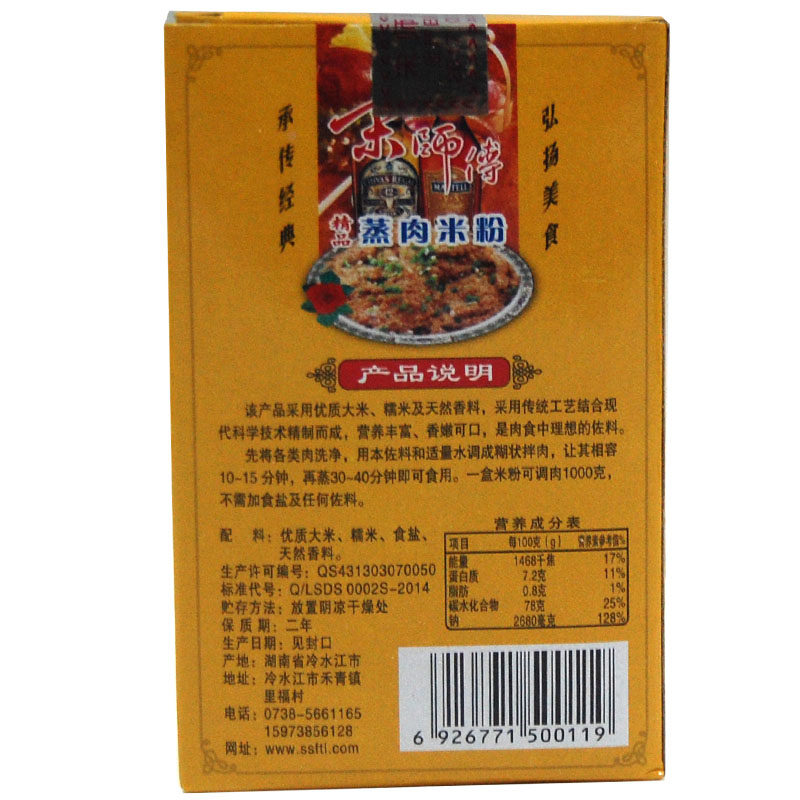 承传经典
弘扬美食
師傅
CHIVAS REGAL
12
MARTELL
精品
蒸肉米粉
产品说明
该产品采用优质大米、糯米及天然香料，采用传统工艺结合现
代科学技术精制而成，营养丰富、香嫩可口，是肉食中理想的佐料。
先将各类肉洗净，用本佐料和适量水调成糊状拌肉，让其相容
10~15分钟，再蒸30~40分钟即可食用。一盒米粉可调肉1000克，
不需加食盐及任何佐料。
配 料：优质大米、糯米、食盐、
天然香料。
生产许可编号：QS431303070050
标准代号：Q/LSDS 0002S-2014
贮存方法：放置阴凉干燥处
保 质 期：二年
生产日期：见封口
产地：湖南省冷水江市
地址：冷水江市禾青镇
里福村
电话：0738-5661165
15973856128
网址：www.ssftl.com
营养成分表
项目 每100克(g) 营养素参考值%
能量 1468千焦 17%
蛋白质 7.2克 11%
脂肪 0.8克 1%
碳水化合物 78克 25%
钠 2680毫克 128%
6 926771 500119